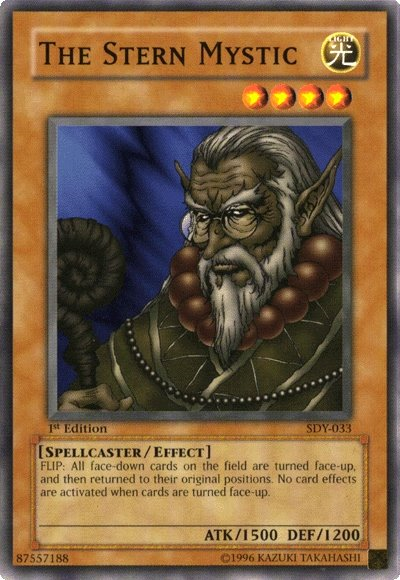 THE STERN MYSTIC
LIGHT
光
1st Edition
SDY-033
[SPELLCASTER/EFFECT]
FLIP: All face-down cards on the field are turned face-up,
and then returned to their original positions. No card effects
are activated when cards are turned face-up.
ATK/1500 DEF/1200
87557188
©1996 KAZUKI TAKAHASHI